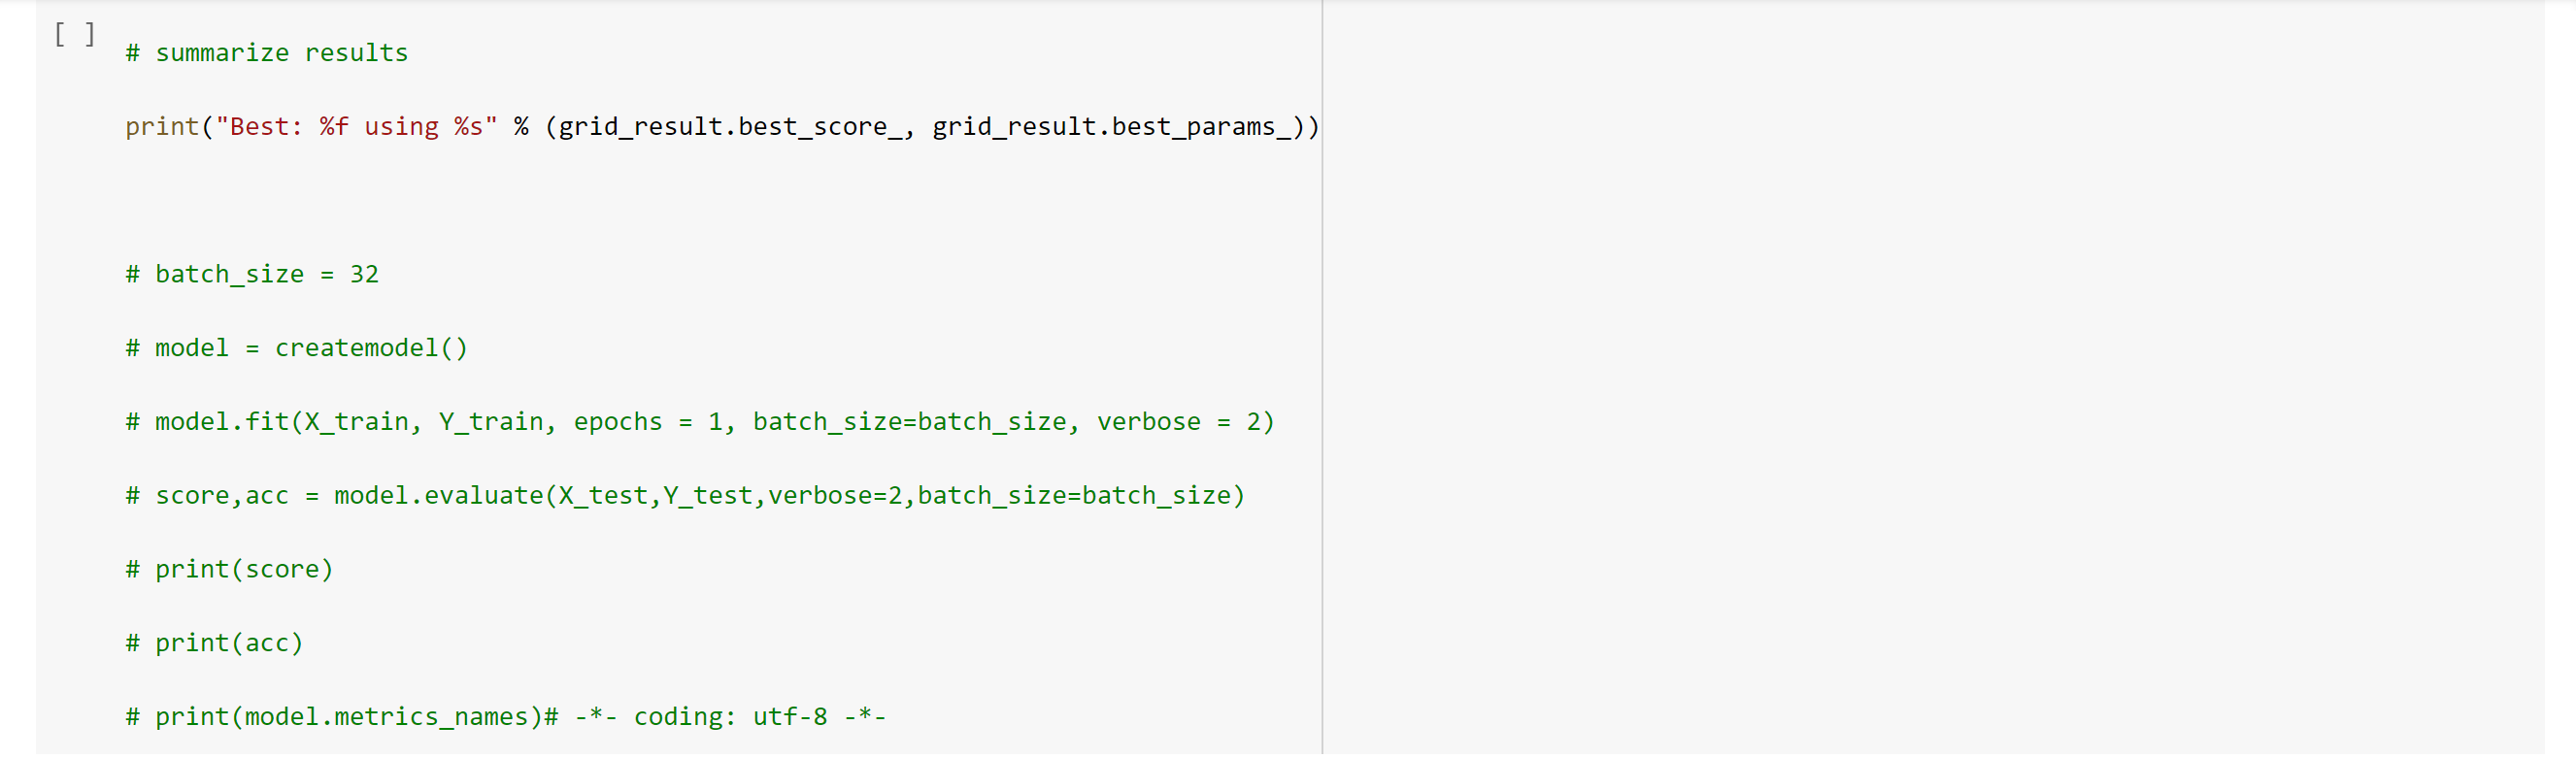 [ ]
# summarize results
print("Best: %f using %s" % (grid_result.best_score_, grid_result.best_params_))
# batch_size = 32
# model = createmodel()
# model.fit(X_train, Y_train, epochs = 1, batch_size=batch_size, verbose = 2)
# score,acc = model.evaluate(X_test,Y_test,verbose=2,batch_size=batch_size)
# print(score)
# print(acc)
# print(model.metrics_names)# -*- coding: utf-8 -*-